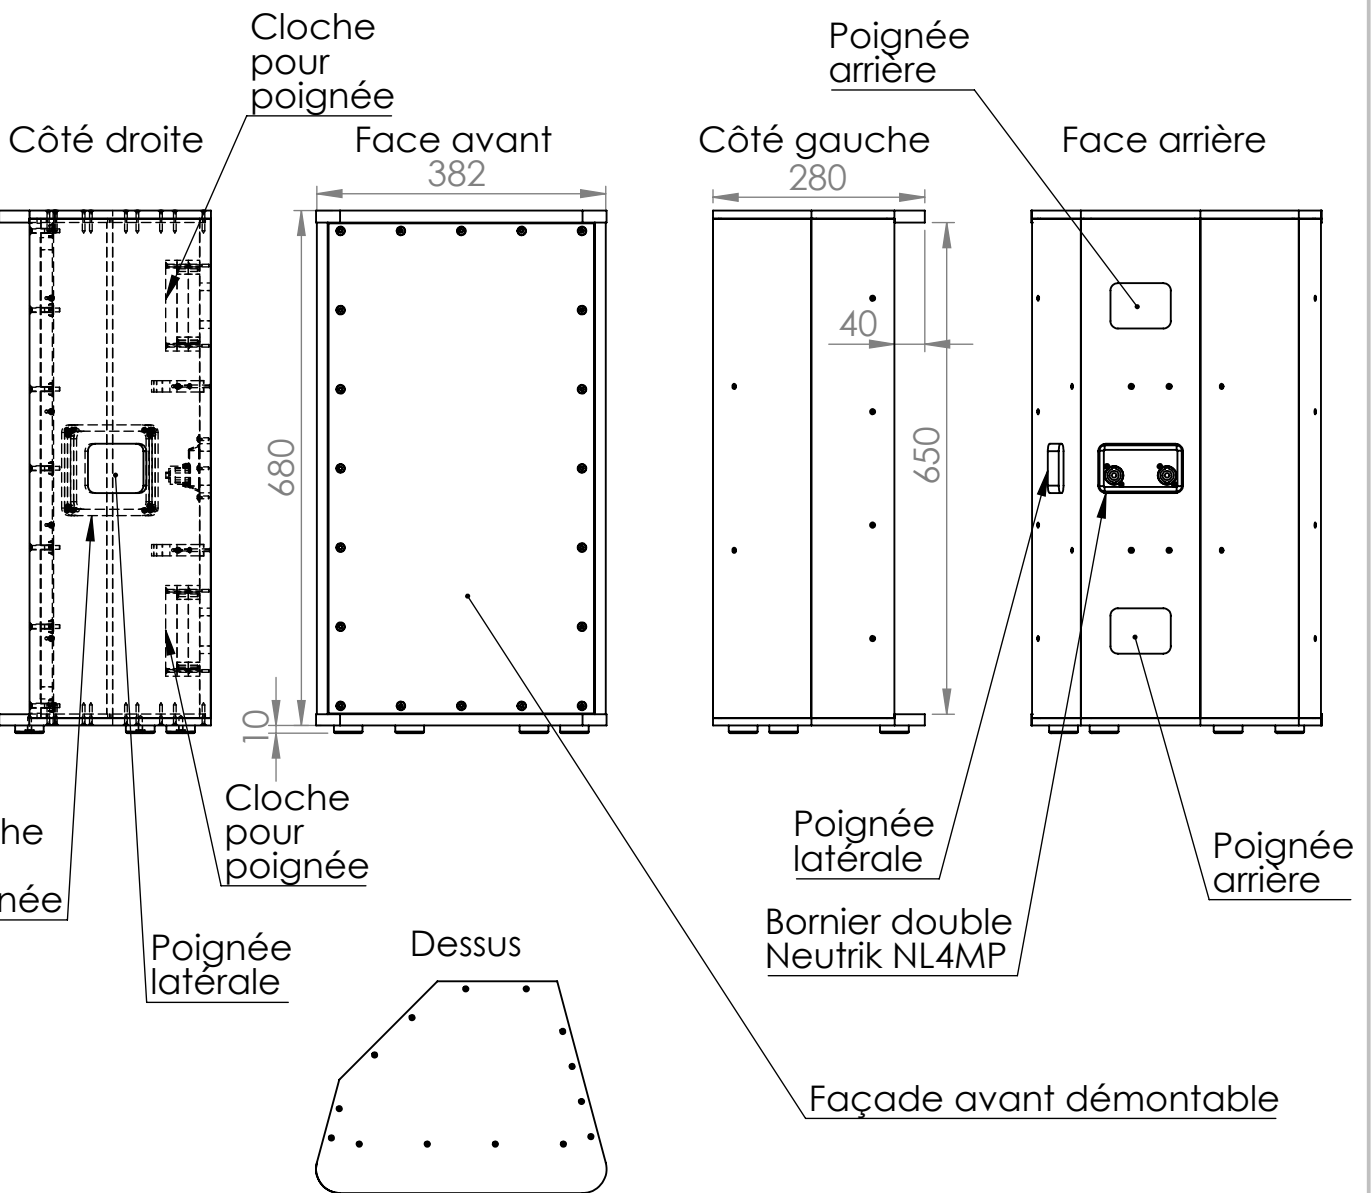 Cloche
pour
poignée
Poignée
arrière
Côté droite
Face avant
Côté gauche
Face arrière
382
280
40
680
650
10
Cloche
pour
poignée
Poignée
latérale
Poignée
latérale
Poignée
arrière
Bornier double
Neutrik NL4MP
Dessus
Façade avant démontable